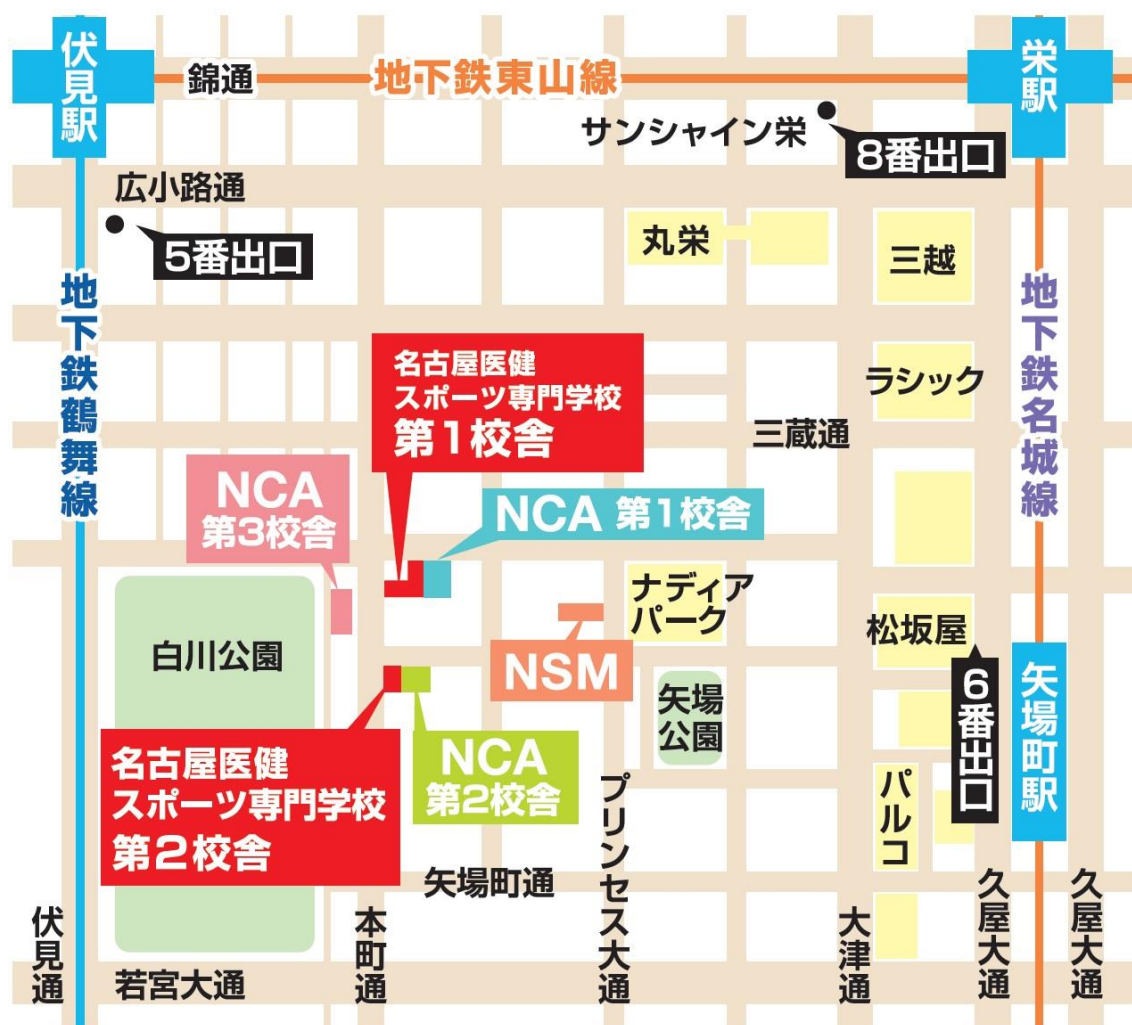 伏見駅
錦通
地下鉄東山線
栄駅
サンシャイン栄
8番出口
広小路通
5番出口
丸栄
三越
地下鉄鶴舞線
地下鉄名城線
名古屋医健
スポーツ専門学校
第1校舎
ラシック
三蔵通
NCA
第3校舎
NCA 第1校舎
ナディア
パーク
松坂屋
白川公園
NSM
矢場
公園
6番出口
矢場町駅
名古屋医健
スポーツ専門学校
第2校舎
NCA
第2校舎
プリンセス大通
パルコ
矢場町通
伏見通
若宮大通
本町通
大津通
久屋大通
久屋大通